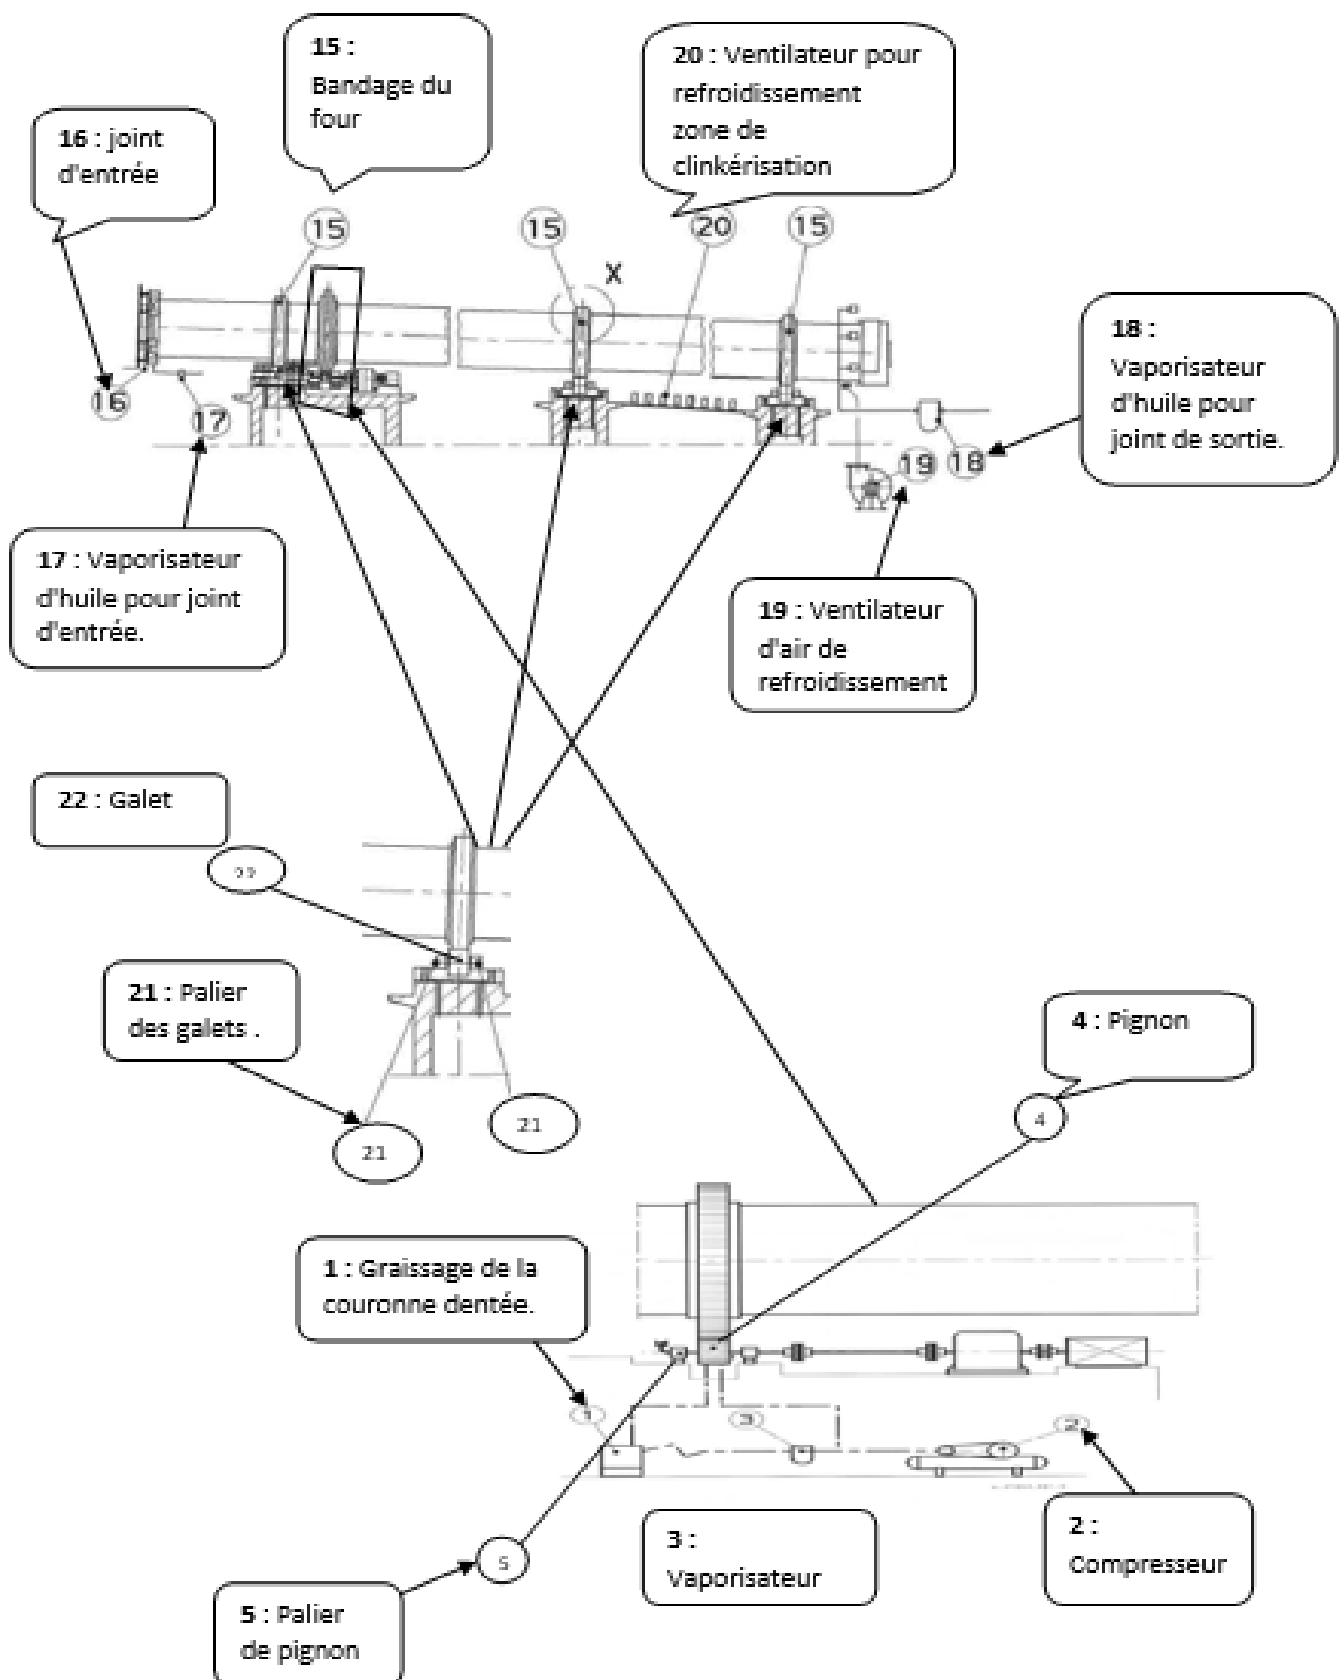 15 :
Bandage du
four
20 : Ventilateur pour
refroidissement
zone de
clinkérisation
16 : joint
d'entrée
15
15
20
15
X
18 :
Vaporisateur
d'huile pour
joint de sortie.
16
17
19
18
17 : Vaporisateur
d'huile pour joint
d'entrée.
19 : Ventilateur
d'air de
refroidissement
22 : Galet
22
21 : Palier
des galets .
4 : Pignon
4
21
21
1 : Graissage de la
couronne dentée.
1
3
2
3 :
Vaporisateur
2 :
Compresseur
5
5 : Palier
de pignon